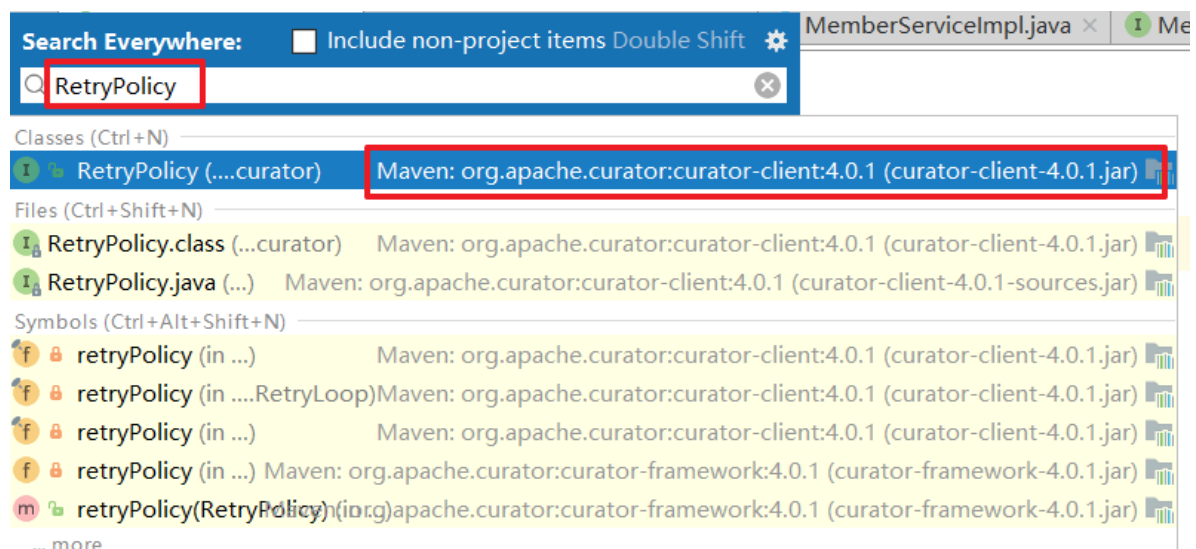 MemberServiceImpl.java × I Me
Search Everywhere: Include non-project items Double Shift
RetryPolicy
Classes (Ctrl+N)
I RetryPolicy (....curator) Maven: org.apache.curator:curator-client:4.0.1 (curator-client-4.0.1.jar)
Files (Ctrl+Shift+N)
I RetryPolicy.class (...curator) Maven: org.apache.curator:curator-client:4.0.1 (curator-client-4.0.1.jar)
I RetryPolicy.java (...) Maven: org.apache.curator:curator-client:4.0.1 (curator-client-4.0.1-sources.jar)
Symbols (Ctrl+Alt+Shift+N)
f retryPolicy (in ...) Maven: org.apache.curator:curator-client:4.0.1 (curator-client-4.0.1.jar)
f retryPolicy (in ....RetryLoop) Maven: org.apache.curator:curator-client:4.0.1 (curator-client-4.0.1.jar)
f retryPolicy (in ...) Maven: org.apache.curator:curator-client:4.0.1 (curator-client-4.0.1.jar)
f retryPolicy (in ...) Maven: org.apache.curator:curator-framework:4.0.1 (curator-framework-4.0.1.jar)
m retryPolicy(RetryPolicy) (in ...) apache.curator:curator-framework:4.0.1 (curator-framework-4.0.1.jar)
... more